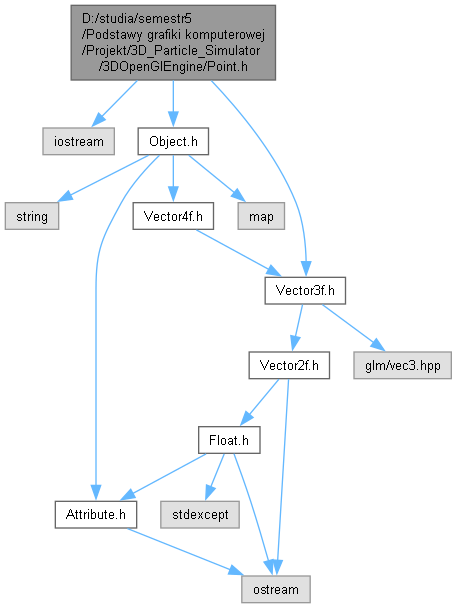 D:/studia/semestr5
/Podstawy grafiki komputerowej
/Projekt/3D_Particle_Simulator
/3DOpenGlEngine/Point.h
iostream
Object.h
string
Vector4f.h
map
Vector3f.h
Vector2f.h
glm/vec3.hpp
Float.h
Attribute.h
stdexcept
ostream